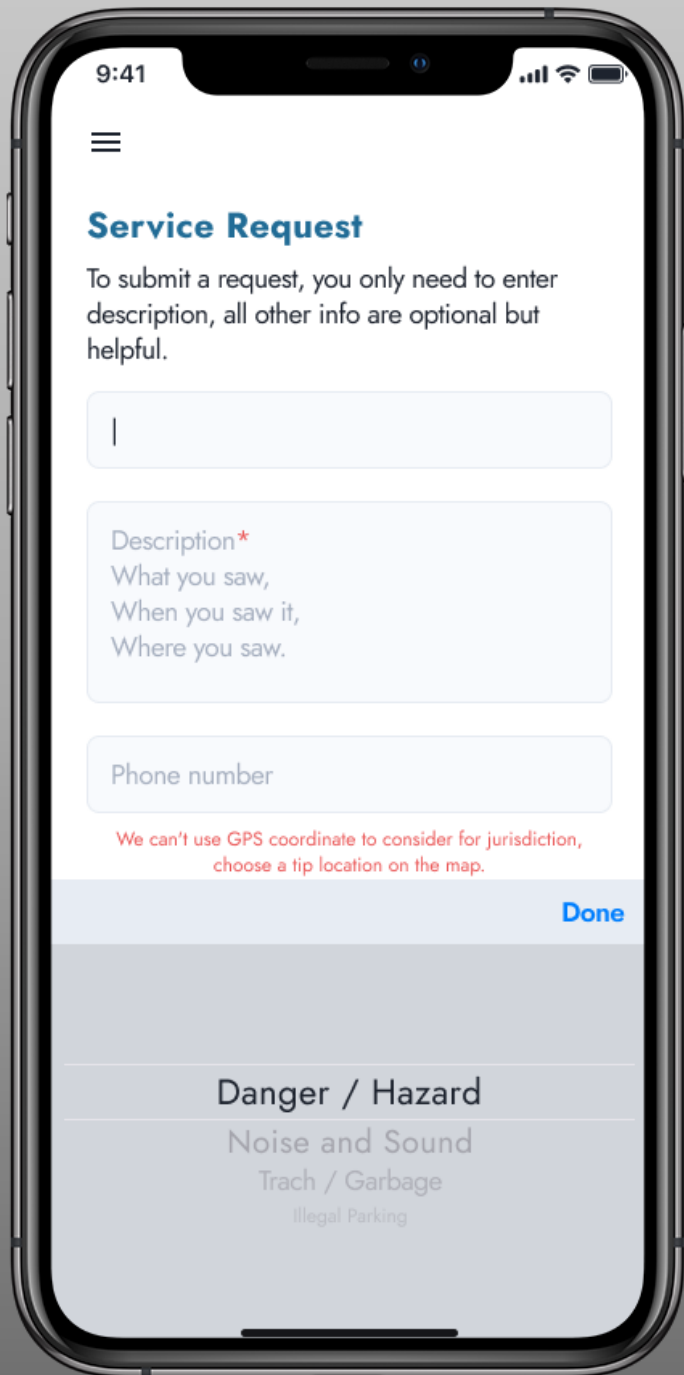 9:41
Service Request
To submit a request, you only need to enter
description, all other info are optional but
helpful.
Description*
What you saw,
When you saw it,
Where you saw.
Phone number
We can't use GPS coordinate to consider for jurisdiction,
choose a tip location on the map.
Done
Danger / Hazard
Noise and Sound
Trach / Garbage
Illegal Parking